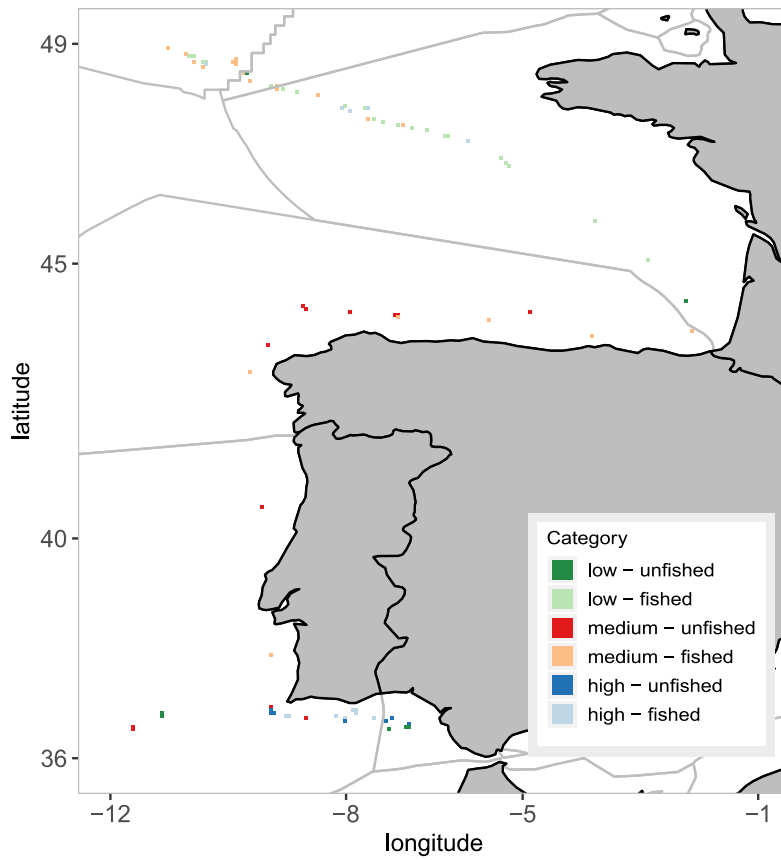 49
45
40
36
latitude
Category
low − unfished
low − fished
medium − unfished
medium − fished
high − unfished
high − fished
−12
−8
−5
−1
longitude